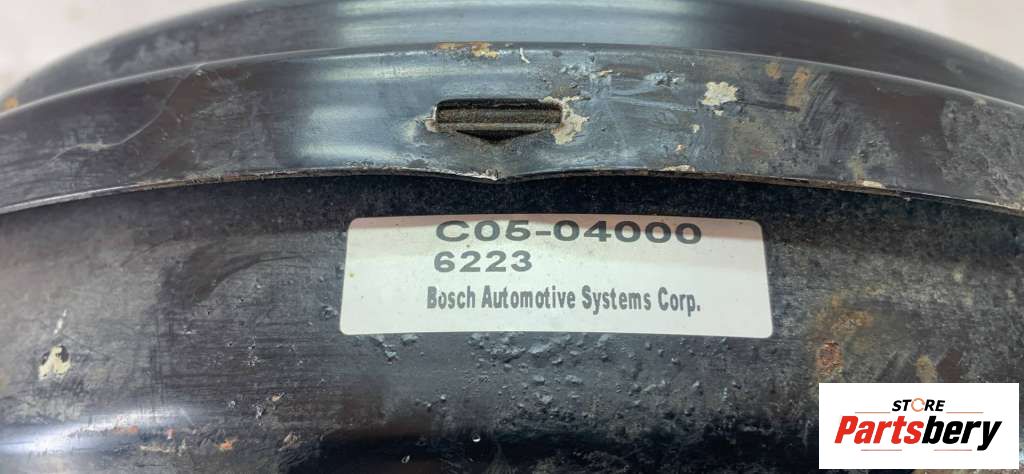 C05-04000
6223
Bosch Automotive Systems Corp.
STORE
Partsbery